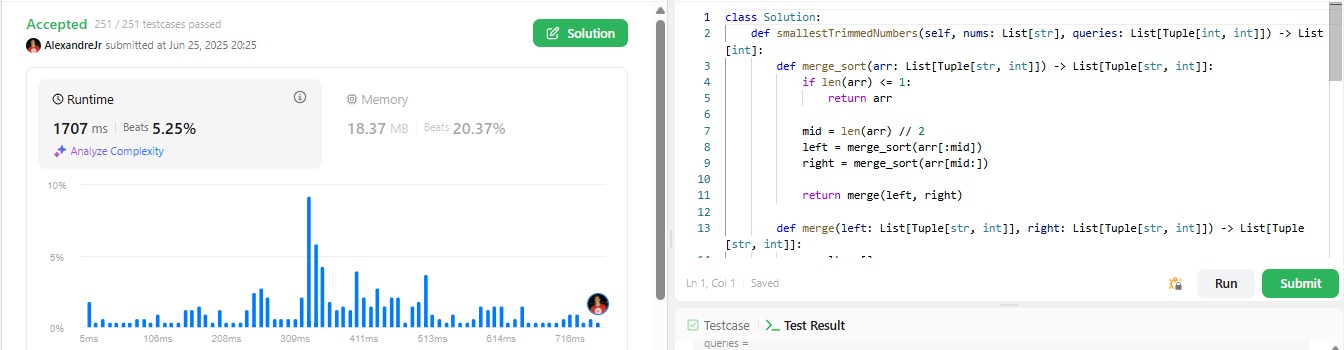 Accepted 251 / 251 testcases passed
AlexandreJr submitted at Jun 25, 2025 20:25
Solution
Runtime
1707 ms Beats 5.25%
Analyze Complexity
Memory
18.37 MB Beats 20.37%
10%
5%
0%
5ms 106ms 208ms 309ms 411ms 513ms 614ms 716ms
1 class Solution:
2 def smallestTrimmedNumbers(self, nums: List[str], queries: List[Tuple[int, int]]) -> List
[int]:
3 def merge_sort(arr: List[Tuple[str, int]]) -> List[Tuple[str, int]]:
4 if len(arr) <= 1:
5 return arr
6
7 mid = len(arr) // 2
8 left = merge_sort(arr[:mid])
9 right = merge_sort(arr[mid:])
10
11 return merge(left, right)
12
13 def merge(left: List[Tuple[str, int]], right: List[Tuple[str, int]]) -> List[Tuple
[str, int]]:
Ln 1, Col 1 Saved
Run
Submit
Testcase
Test Result
queries =